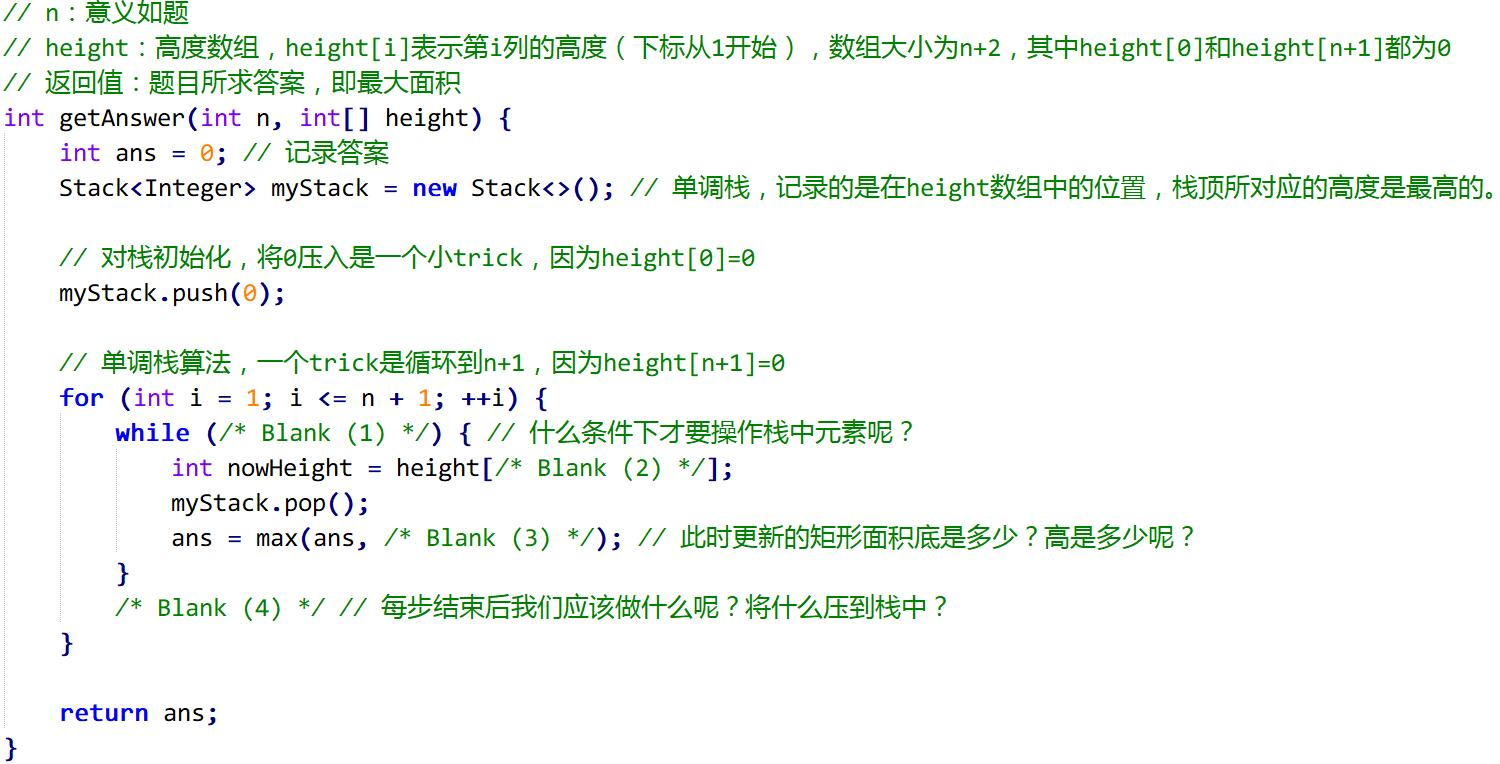 // n：意义如题
// height：高度数组，height[i]表示第i列的高度（下标从1开始），数组大小为n+2，其中height[0]和height[n+1]都为0
// 返回值：题目所求答案，即最大面积
int getAnswer(int n, int[] height) {
    int ans = 0; // 记录答案
    Stack<Integer> myStack = new Stack<>(); // 单调栈，记录的是在height数组中的位置，栈顶所对应的高度是最高的。
    // 对栈初始化，将0压入是一个小trick，因为height[0]=0
    myStack.push(0);
    // 单调栈算法，一个trick是循环到n+1，因为height[n+1]=0
    for (int i = 1; i <= n + 1; ++i) {
        while (/* Blank (1) */) { // 什么条件下才要操作栈中元素呢？
            int nowHeight = height[/* Blank (2) */];
            myStack.pop();
            ans = max(ans, /* Blank (3) */); // 此时更新的矩形面积底是多少？高是多少呢？
        }
        /* Blank (4) */ // 每步结束后我们应该做什么呢？将什么压到栈中？
    }
    return ans;
}